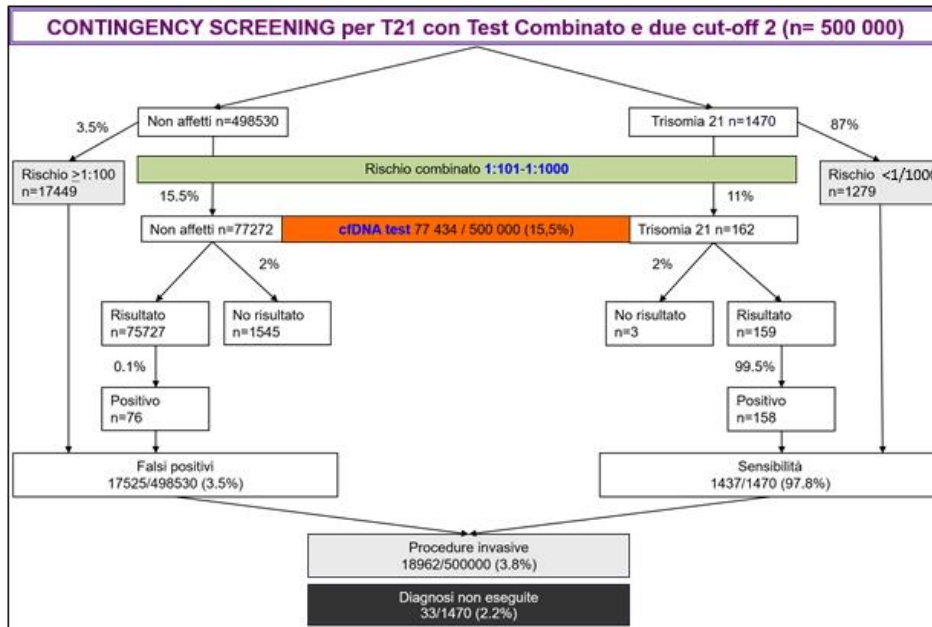 CONTINGENCY SCREENING per T21 con Test Combinato e due cut-off 2 (n= 500 000)
3.5%
Non affetti n=498530
Trisomia 21 n=1470
87%
Rischio ≥1:100
n=17449
Rischio combinato 1:101-1:1000
Rischio <1/1000
n=1279
15.5%
11%
Non affetti n=77272
cfDNA test 77 434 / 500 000 (15,5%)
Trisomia 21 n=162
2%
2%
Risultato
n=75727
No risultato
n=1545
No risultato
n=3
Risultato
n=159
0.1%
99.5%
Positivo
n=76
Positivo
n=158
Falsi positivi
17525/498530 (3.5%)
Sensibilità
1437/1470 (97.8%)
Procedure invasive
18962/500000 (3.8%)
Diagnosi non eseguite
33/1470 (2.2%)